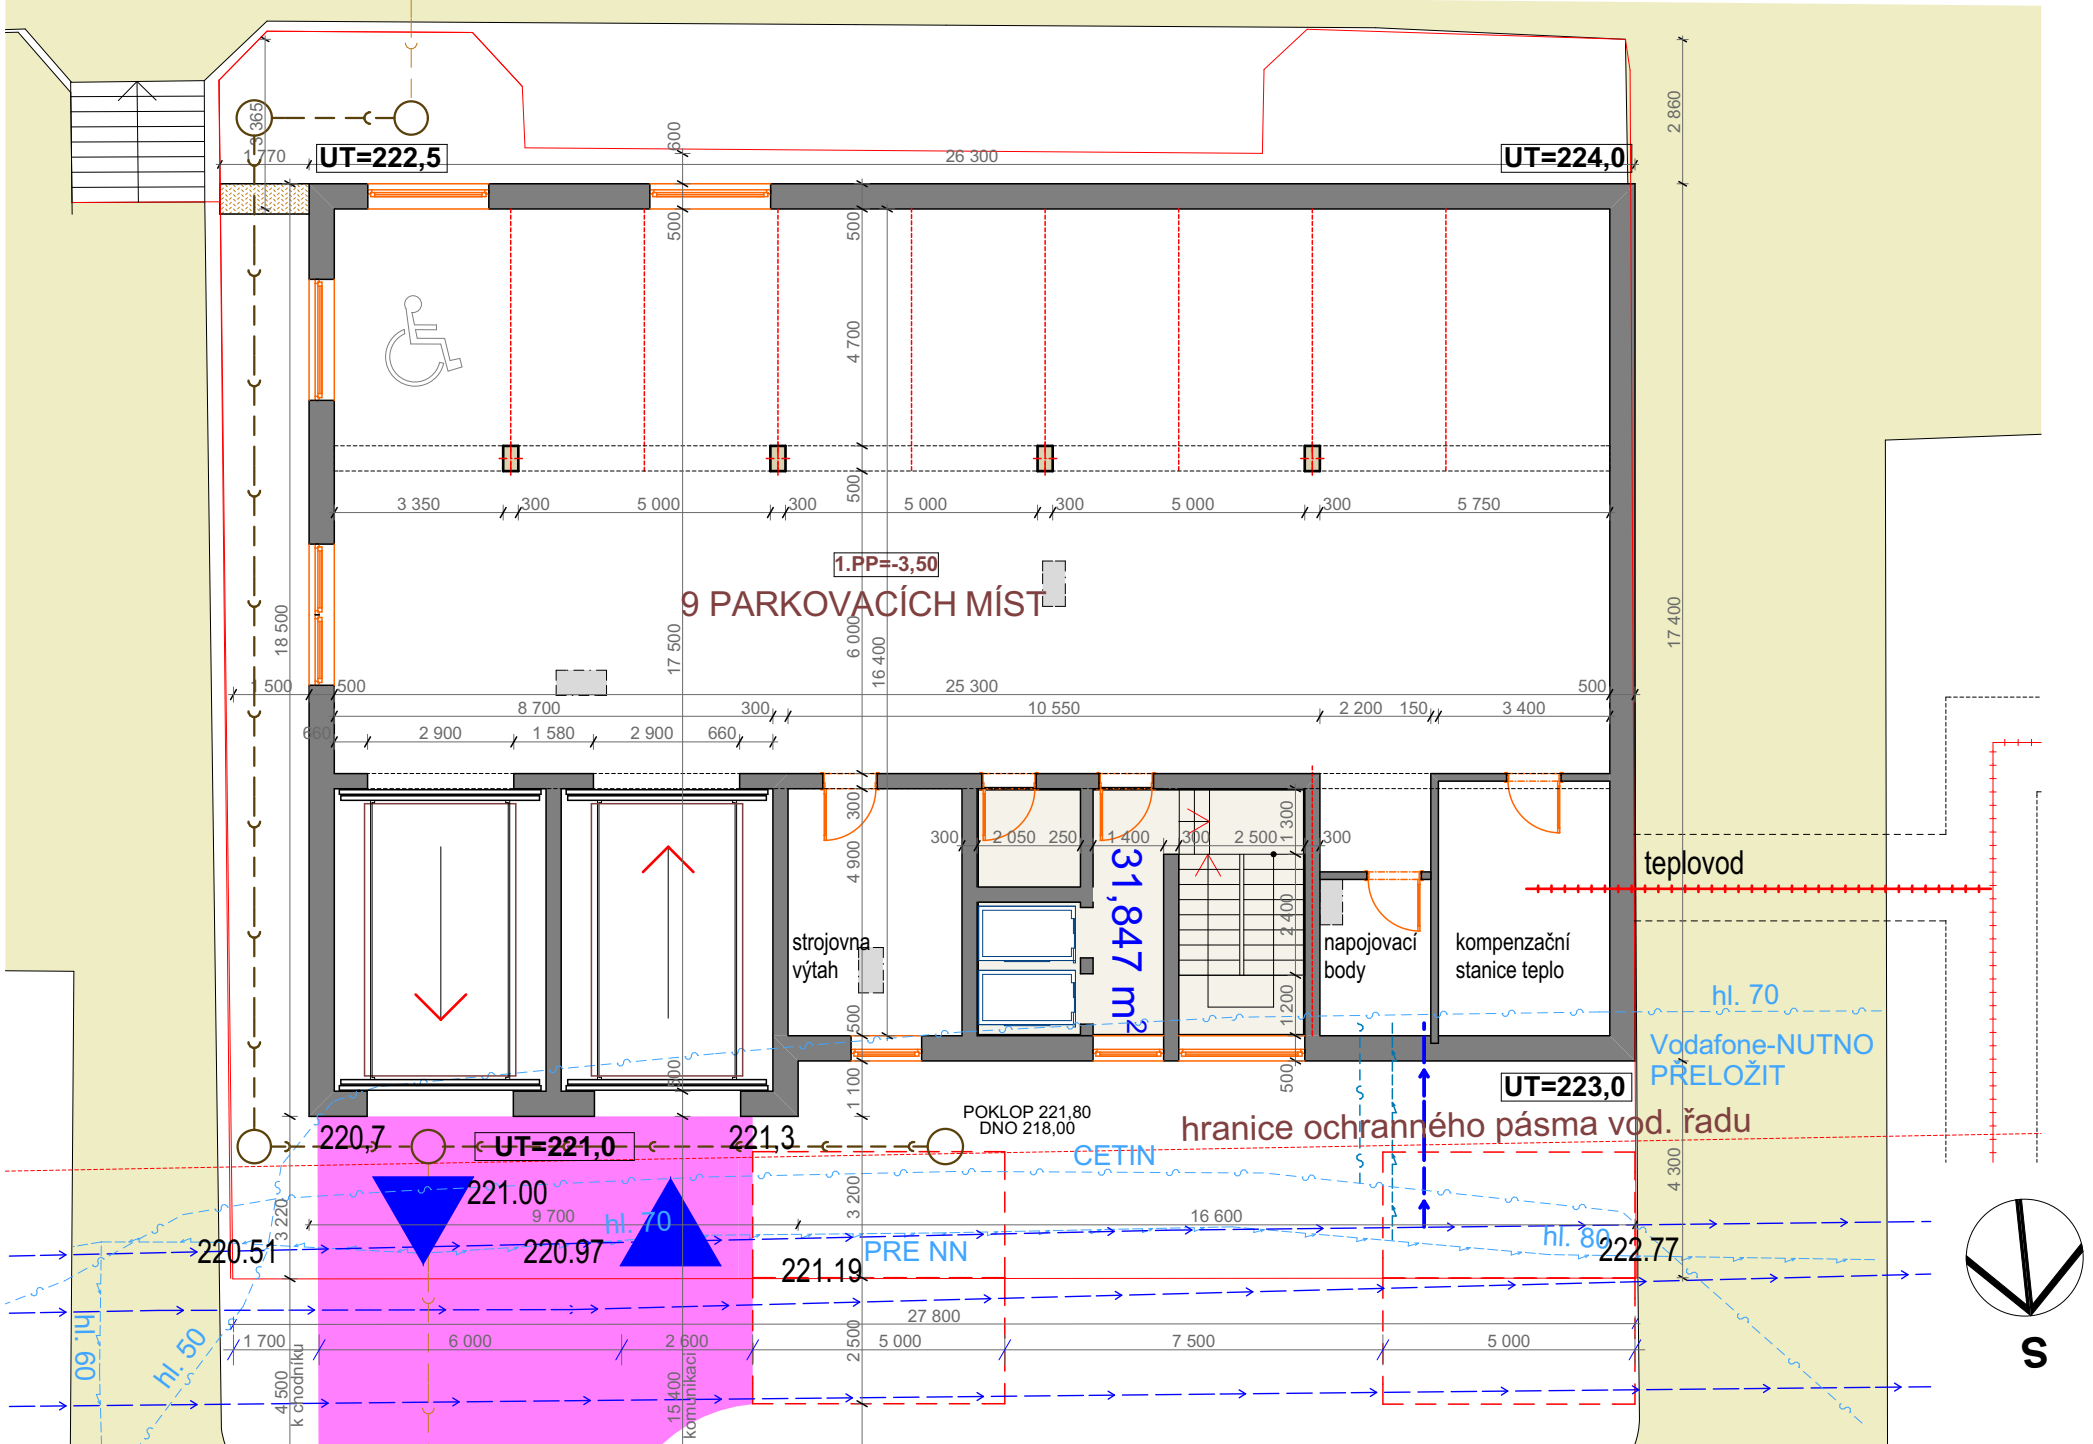 3 365
1 770
UT=222,5
600
26 300
UT=224,0
2 860
500
500
4 700
500
3 350
300
5 000
300
5 000
300
5 000
300
5 750
1.PP=-3,50
9 PARKOVACÍCH MÍST
18 500
17 500
6 000
16 400
17 400
1 500
500
25 300
500
8 700
300
10 550
2 200
150
3 400
660
2 900
1 580
2 900
660
300
4 900
300
2 050
250
1 400
300
2 500
1 300
300
teplovod
31,847 m²
2 400
strojovna
výtah
napojovací
body
kompenzační
stanice teplo
1 200
500
hl. 70
Vodafone-NUTNO
PŘELOŽIT
500
1 100
500
UT=223,0
POKLOP 221,80
DNO 218,00
hranice ochranného pásma vod. řadu
220,7
UT=221,0
221,3
CETIN
4 300
221.00
9 700
hl. 70
3 200
16 600
3 220
220.51
220.97
PRE NN
221.19
hl. 80
222.77
27 800
1 700
6 000
2 600
2 500
5 000
7 500
5 000
hl. 60
hl. 50
4 500
k chodníku
15 400
komunikaci
S